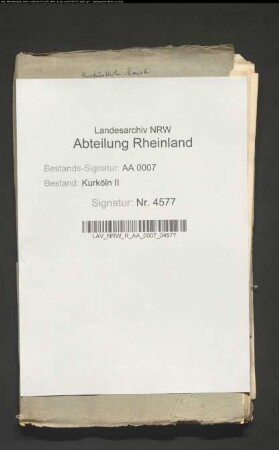 Landesarchiv NRW
Abteilung Rheinland
Bestands-Signatur: AA 0007
Bestand: Kurköln II
Signatur: Nr. 4577
LAV_NRW_R_AA_0007_04577